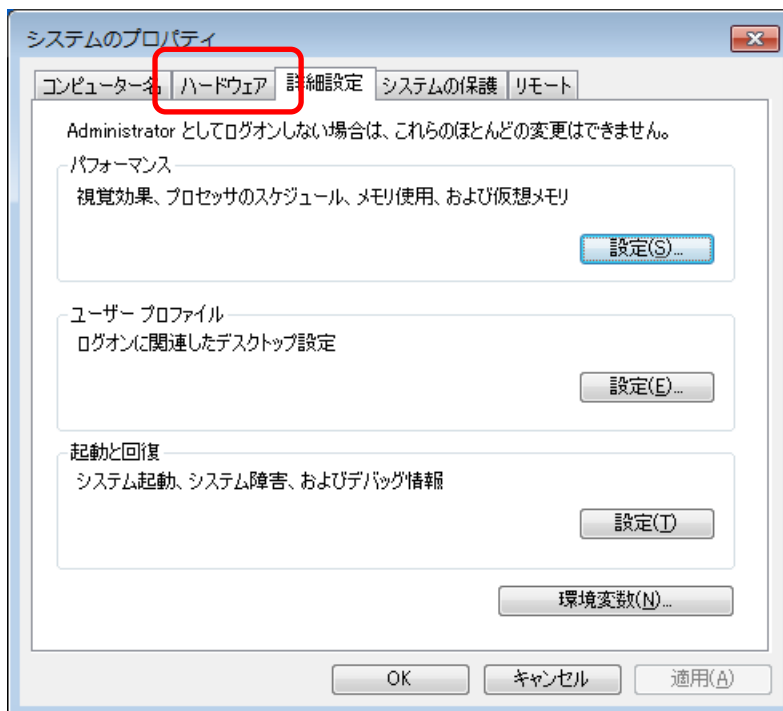 システムのプロパティ
コンピューター名 ハードウェア 詳細設定 システムの保護 リモート
Administrator としてログオンしない場合は、これらのほとんどの変更はできません。
パフォーマンス
視覚効果、プロセッサのスケジュール、メモリ使用、および仮想メモリ
設定(S)...
ユーザー プロファイル
ログオンに関連したデスクトップ設定
設定(E)...
起動と回復
システム起動、システム障害、およびデバッグ情報
設定(T)
環境変数(N)...
OK キャンセル 適用(A)